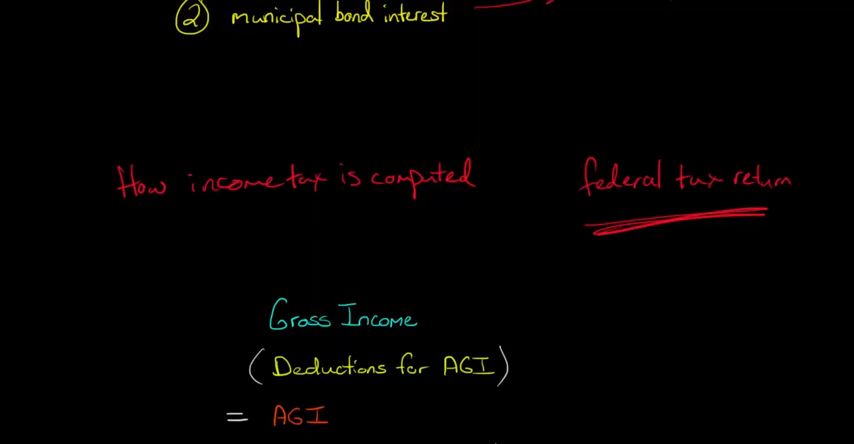 ② municipal bond interest
How income tax is computed
federal tax return
Gross Income
(Deductions for AGI)
= AGI